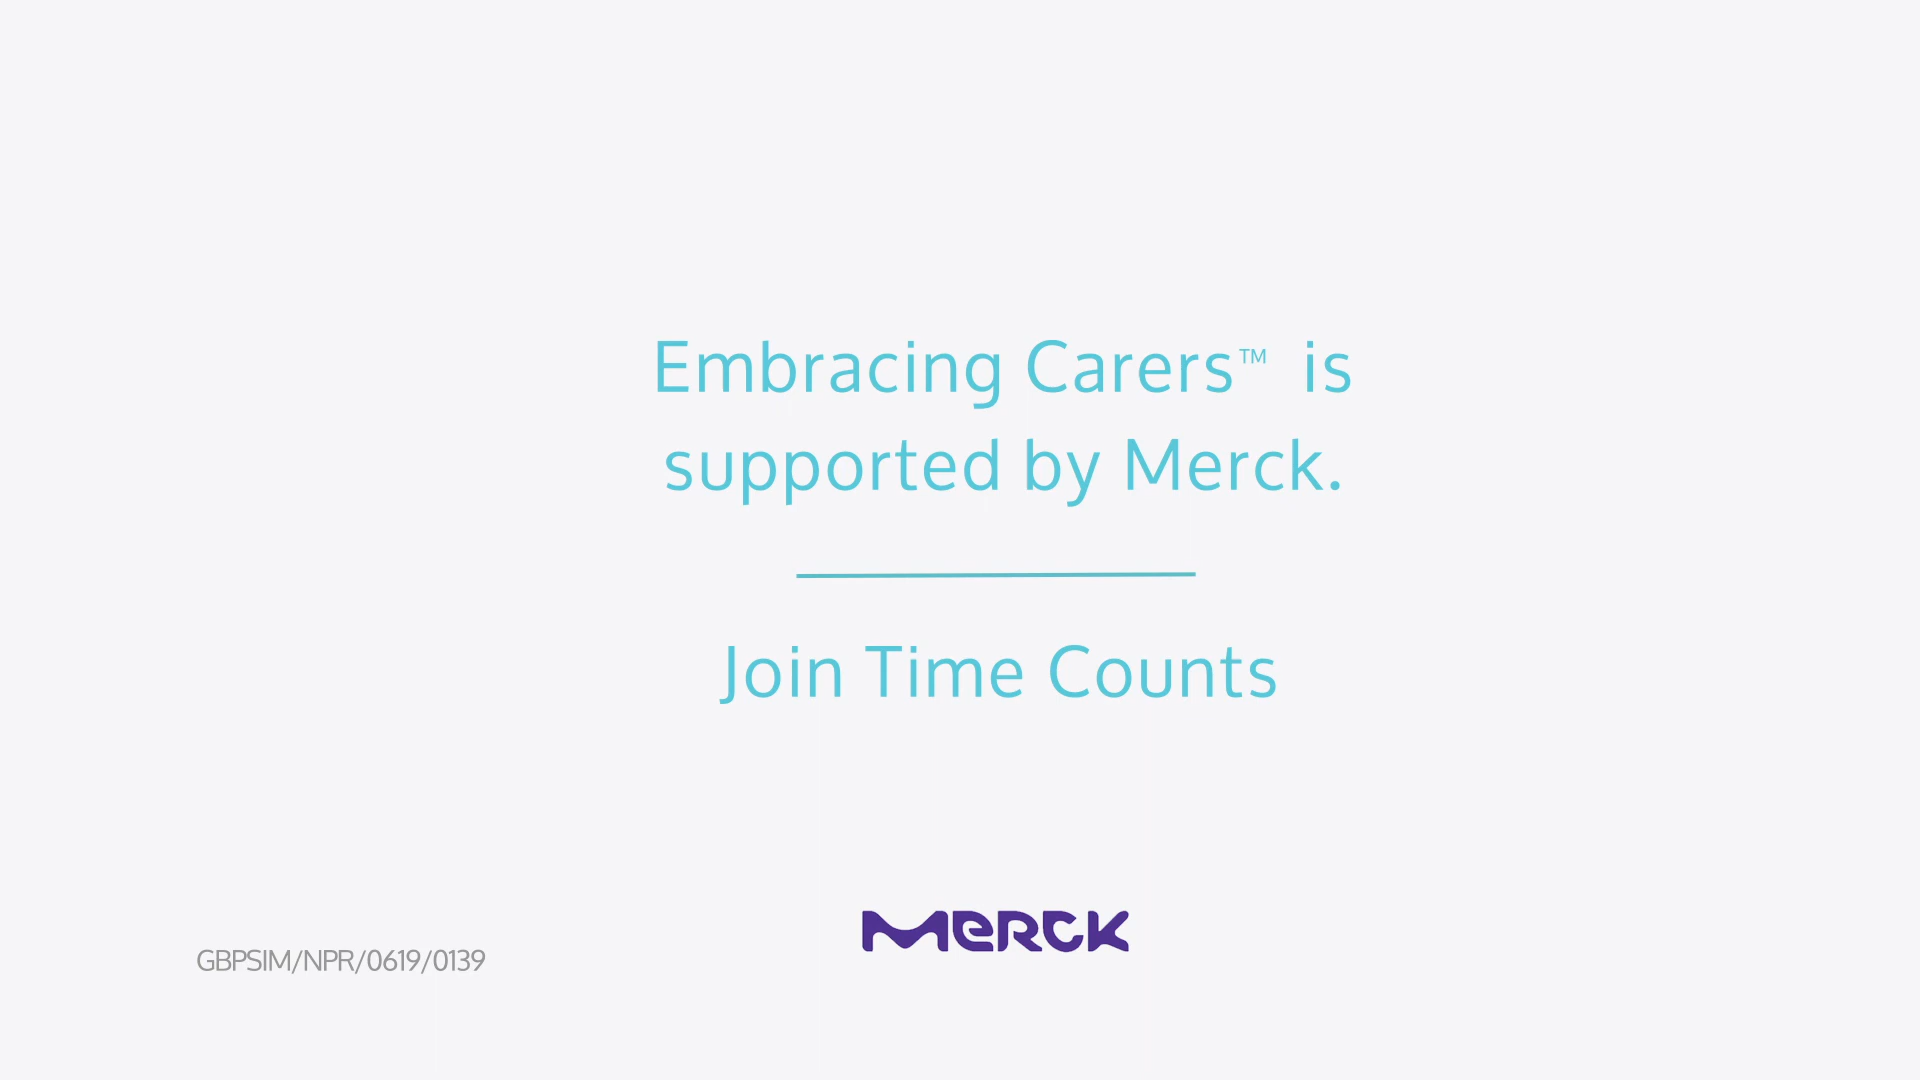 Embracing Carers™ is
supported by Merck.
Join Time Counts
MERCK
GBPSIM/NPR/0619/0139